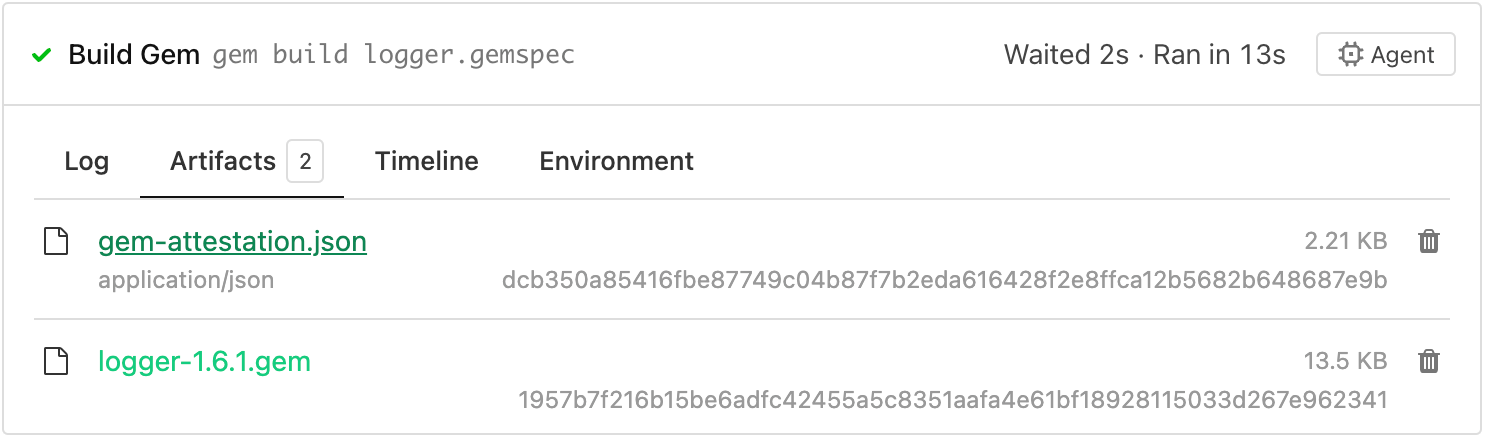 Build Gem gem build logger.gemspec Waited 2s · Ran in 13s Agent
Log Artifacts 2 Timeline Environment
gem-attestation.json 2.21 KB
application/json dcb350a85416fbe87749c04b87f7b2eda616428f2e8ffca12b5682b648687e9b
logger-1.6.1.gem 13.5 KB
1957b7f216b15be6adfc42455a5c8351aafa4e61bf18928115033d267e962341